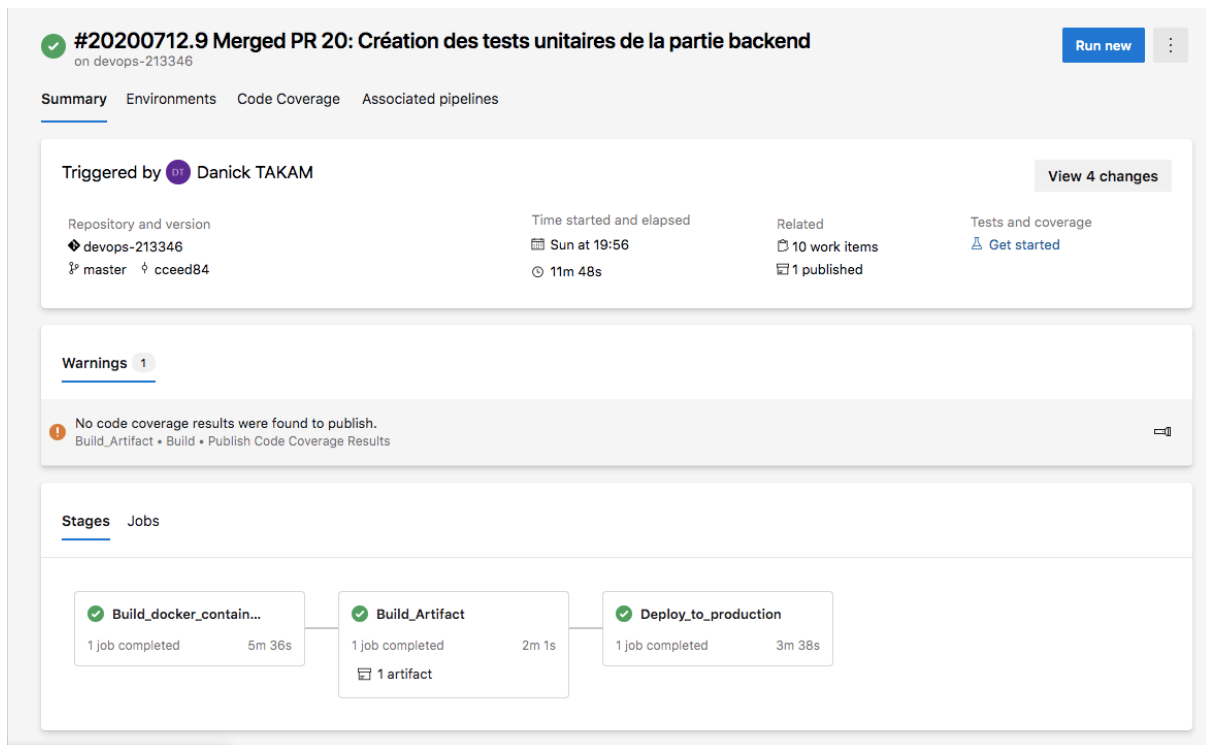 #20200712.9 Merged PR 20: Création des tests unitaires de la partie backend
on devops-213346
Run new
Summary Environments Code Coverage Associated pipelines
Triggered by DT Danick TAKAM
View 4 changes
Repository and version
devops-213346
master cceed84
Time started and elapsed
Sun at 19:56
11m 48s
Related
10 work items
1 published
Tests and coverage
Get started
Warnings 1
No code coverage results were found to publish.
Build_Artifact • Build • Publish Code Coverage Results
Stages Jobs
Build_docker_contain...
1 job completed 5m 36s
Build_Artifact
1 job completed 2m 1s
1 artifact
Deploy_to_production
1 job completed 3m 38s